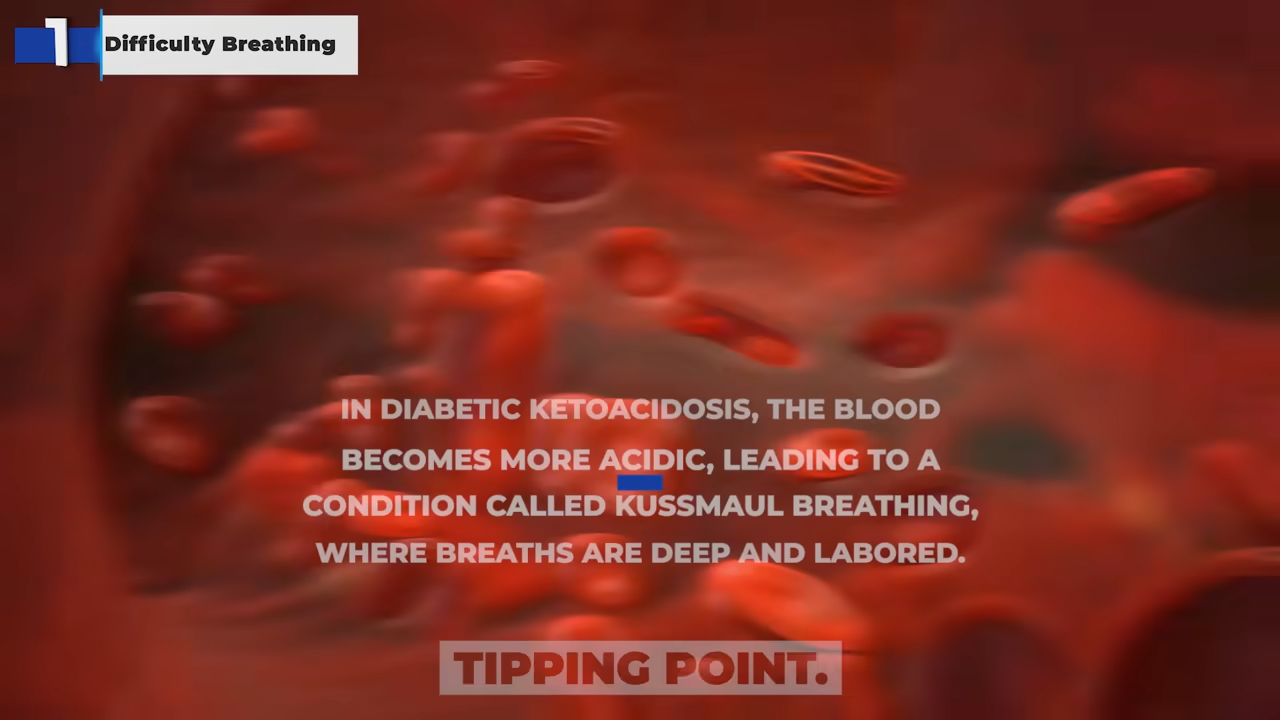 1
Difficulty Breathing
IN DIABETIC KETOACIDOSIS, THE BLOOD
BECOMES MORE ACIDIC, LEADING TO A
CONDITION CALLED KUSSMAUL BREATHING,
WHERE BREATHS ARE DEEP AND LABORED.
TIPPING POINT.